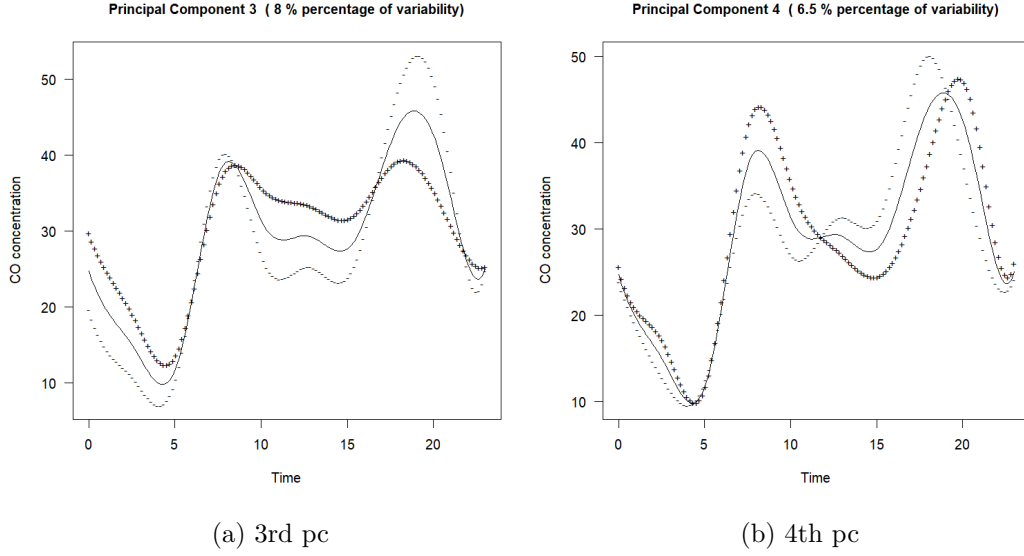 Principal Component 3 ( 8 % percentage of variability)
CO concentration
50
40
30
20
10
0
5
10
15
20
Time
(a) 3rd pc
Principal Component 4 ( 6.5 % percentage of variability)
CO concentration
50
40
30
20
10
0
5
10
15
20
Time
(b) 4th pc